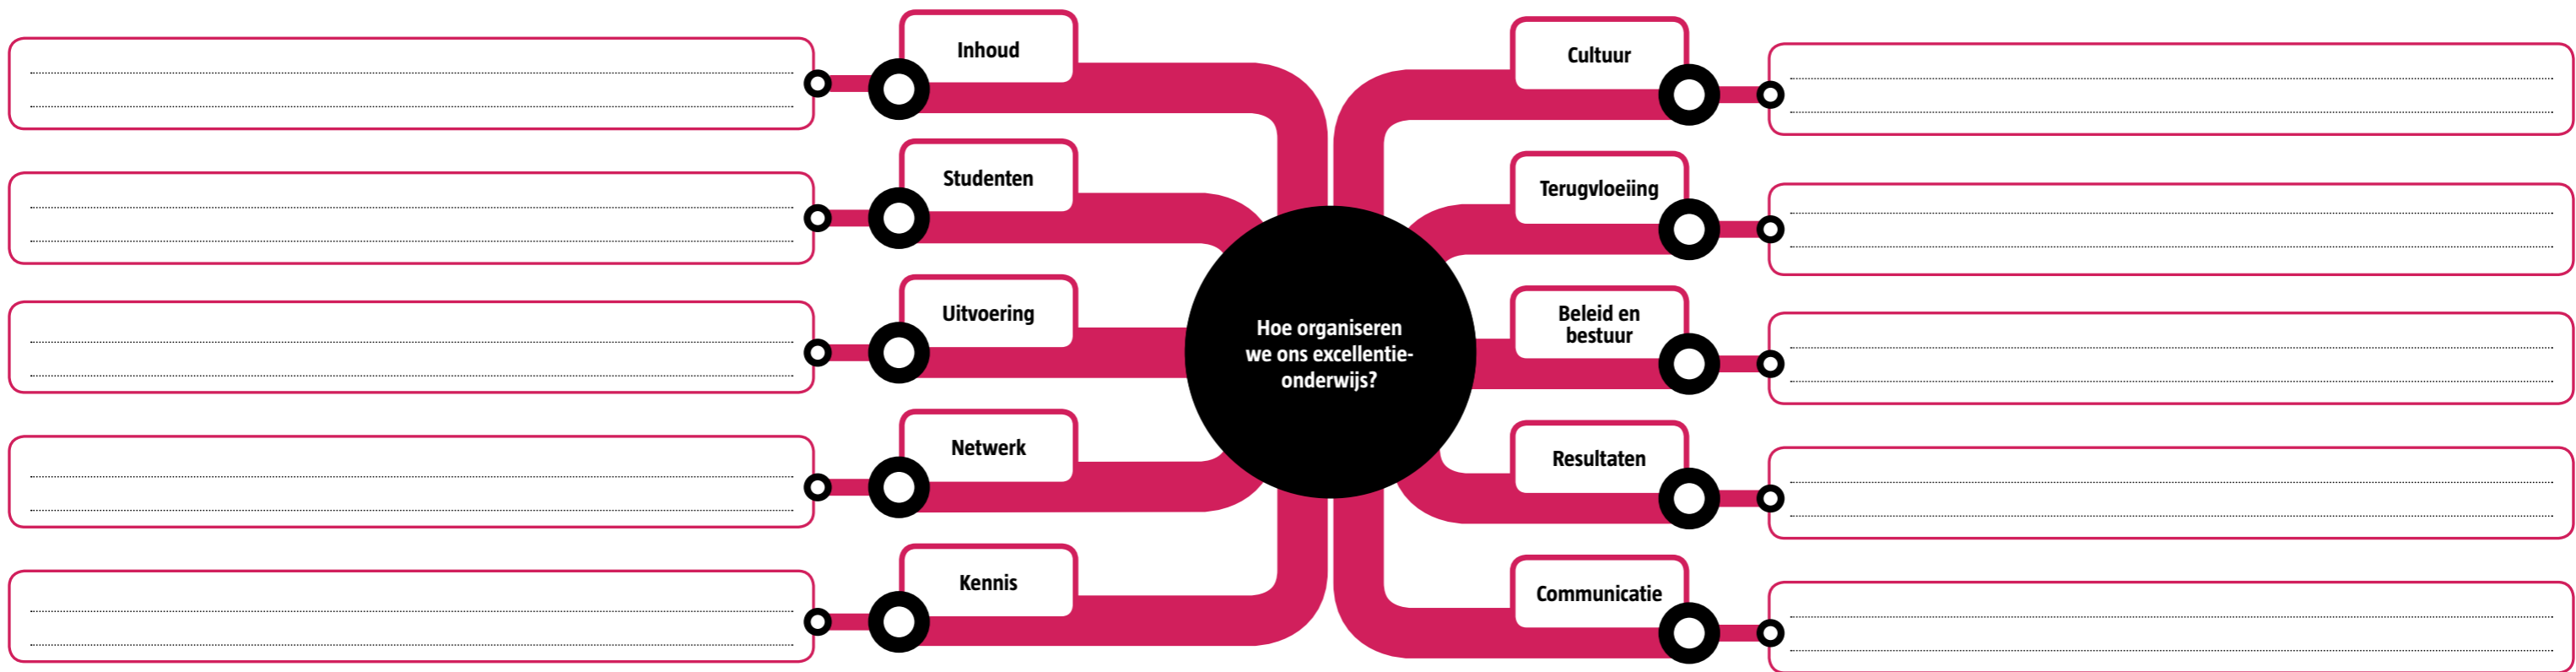 Inhoud
Studenten
Uitvoering
Netwerk
Kennis
Hoe organiseren
we ons excellentie-
onderwijs?
Cultuur
Terugvloeiing
Beleid en
bestuur
Resultaten
Communicatie